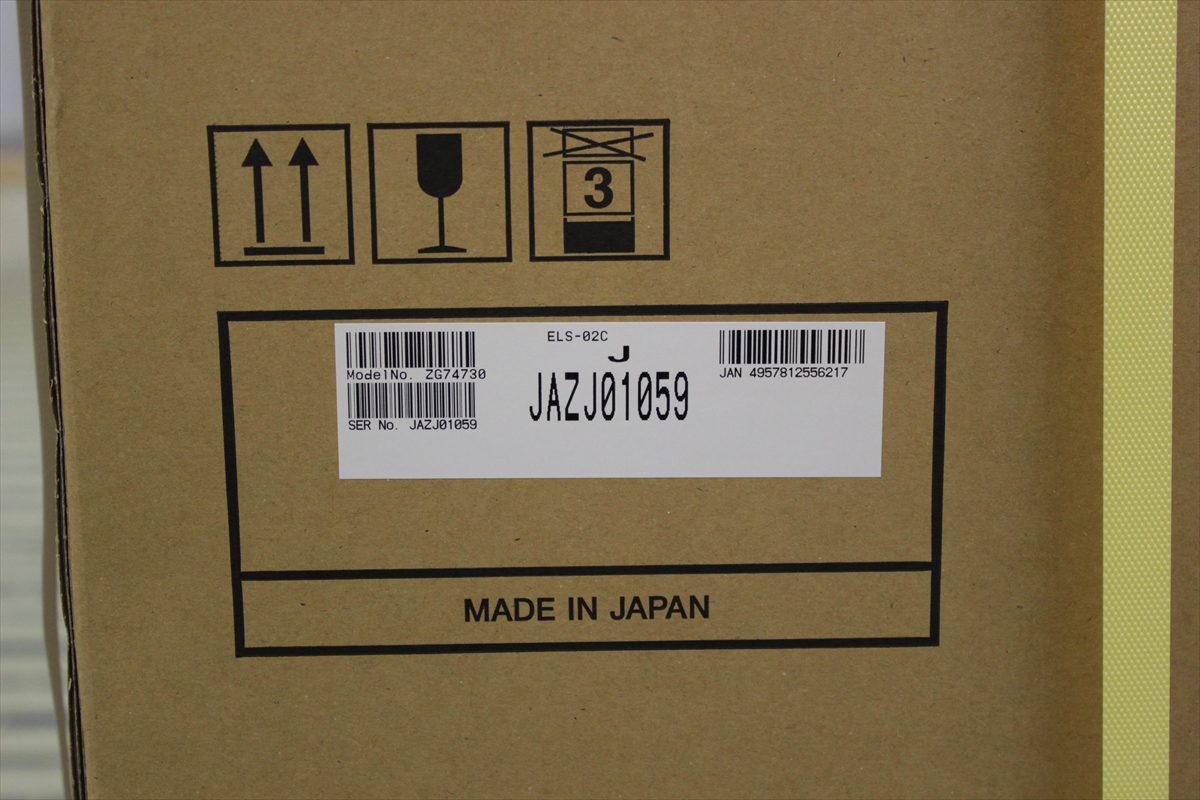 3
ELS-02C
J
JAZJ01059
ModelNo. ZG74730
SER No. JAZJ01059
JAN 4957812556217
MADE IN JAPAN